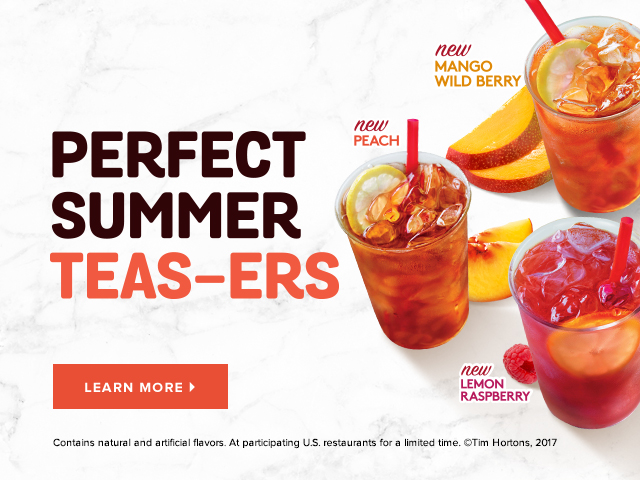 PERFECT
SUMMER
TEAS-ERS
new
PEACH
new
MANGO
WILD BERRY
new
LEMON
RASPBERRY
LEARN MORE
Contains natural and artificial flavors. At participating U.S. restaurants for a limited time. ©Tim Hortons, 2017